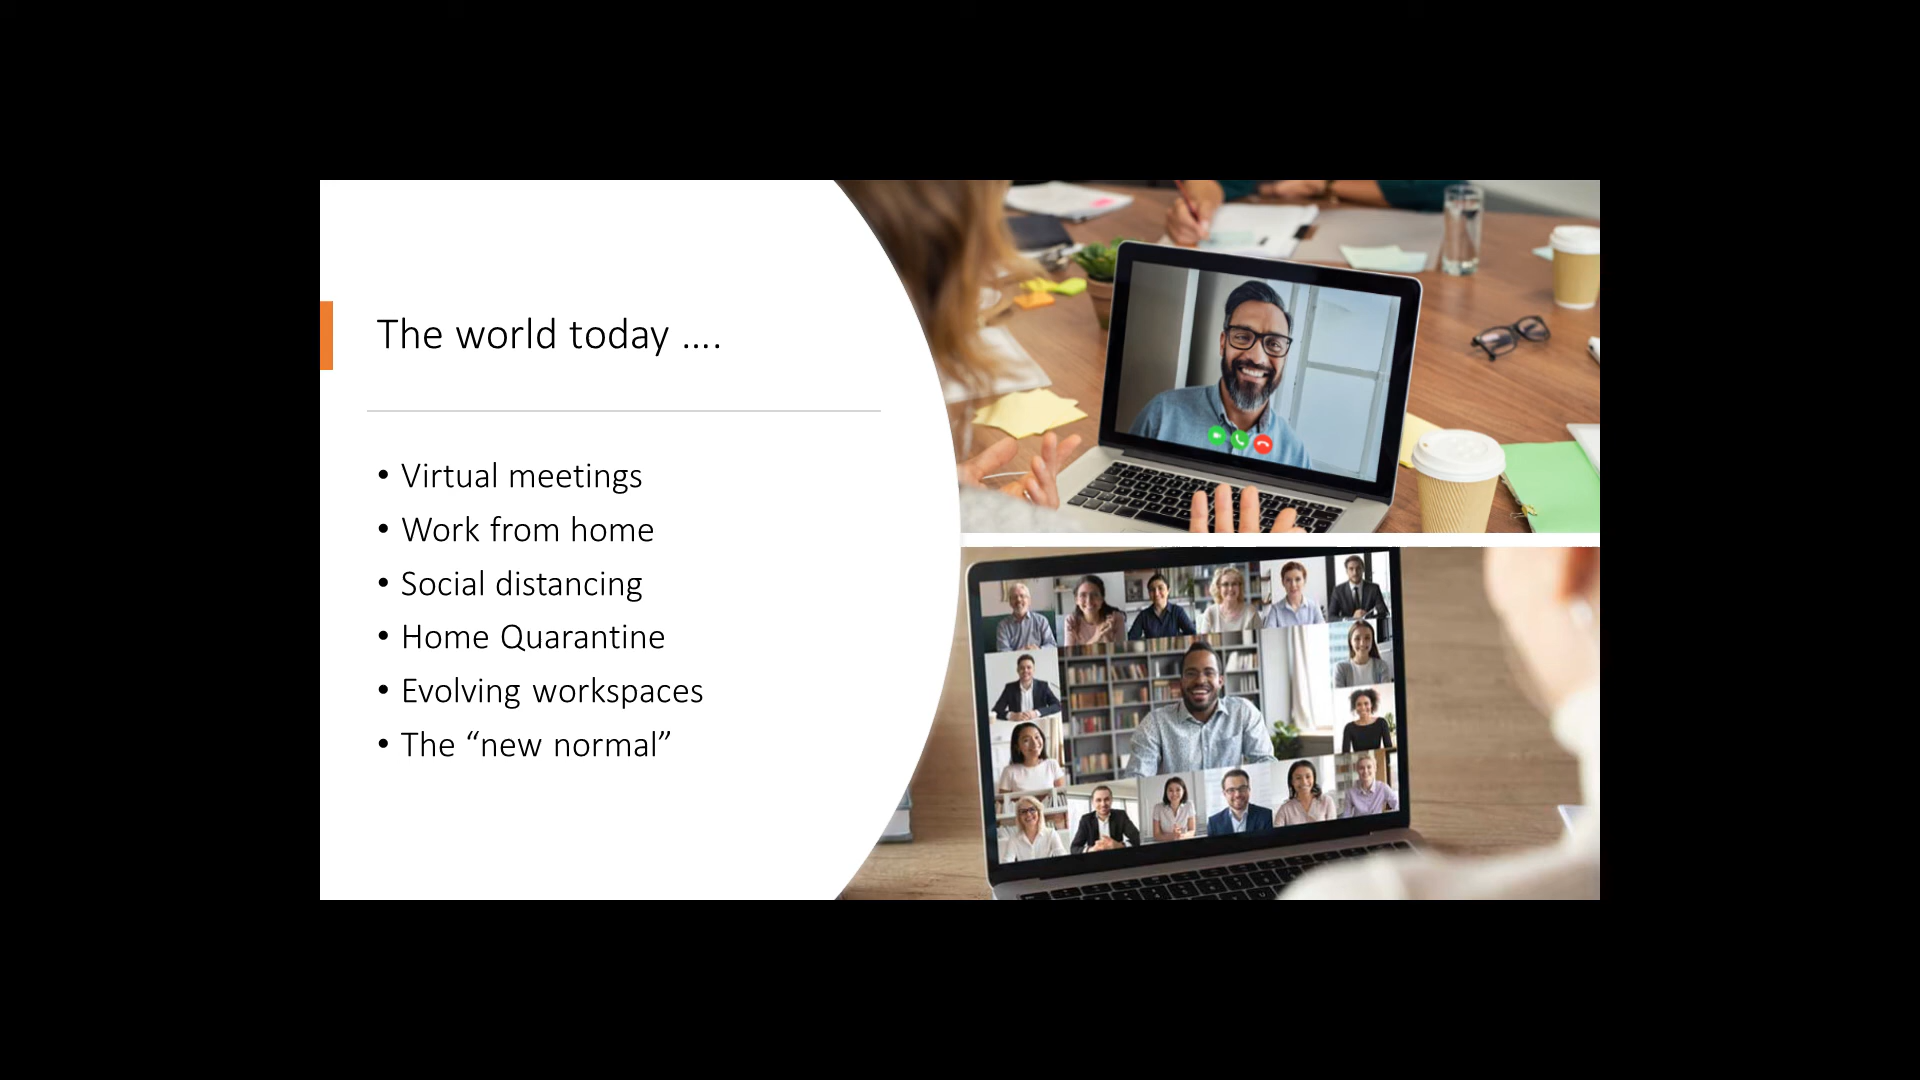 The world today ....
• Virtual meetings
• Work from home
• Social distancing
• Home Quarantine
• Evolving workspaces
• The “new normal”